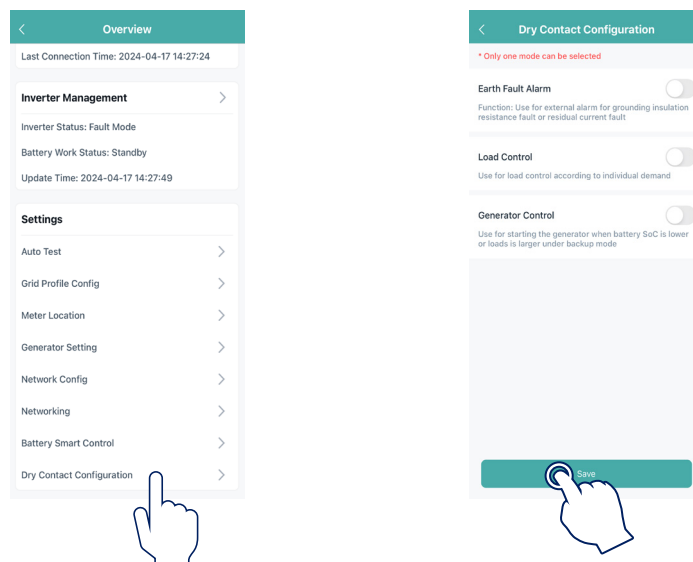 Overview
Last Connection Time: 2024-04-17 14:27:24
Inverter Management
Inverter Status: Fault Mode
Battery Work Status: Standby
Update Time: 2024-04-17 14:27:49
Settings
Auto Test
Grid Profile Config
Meter Location
Generator Setting
Network Config
Networking
Battery Smart Control
Dry Contact Configuration
Dry Contact Configuration
* Only one mode can be selected
Earth Fault Alarm
Function: Use for external alarm for grounding insulation
resistance fault or residual current fault
Load Control
Use for load control according to individual demand
Generator Control
Use for starting the generator when battery SoC is lower
or loads is larger under backup mode
Save